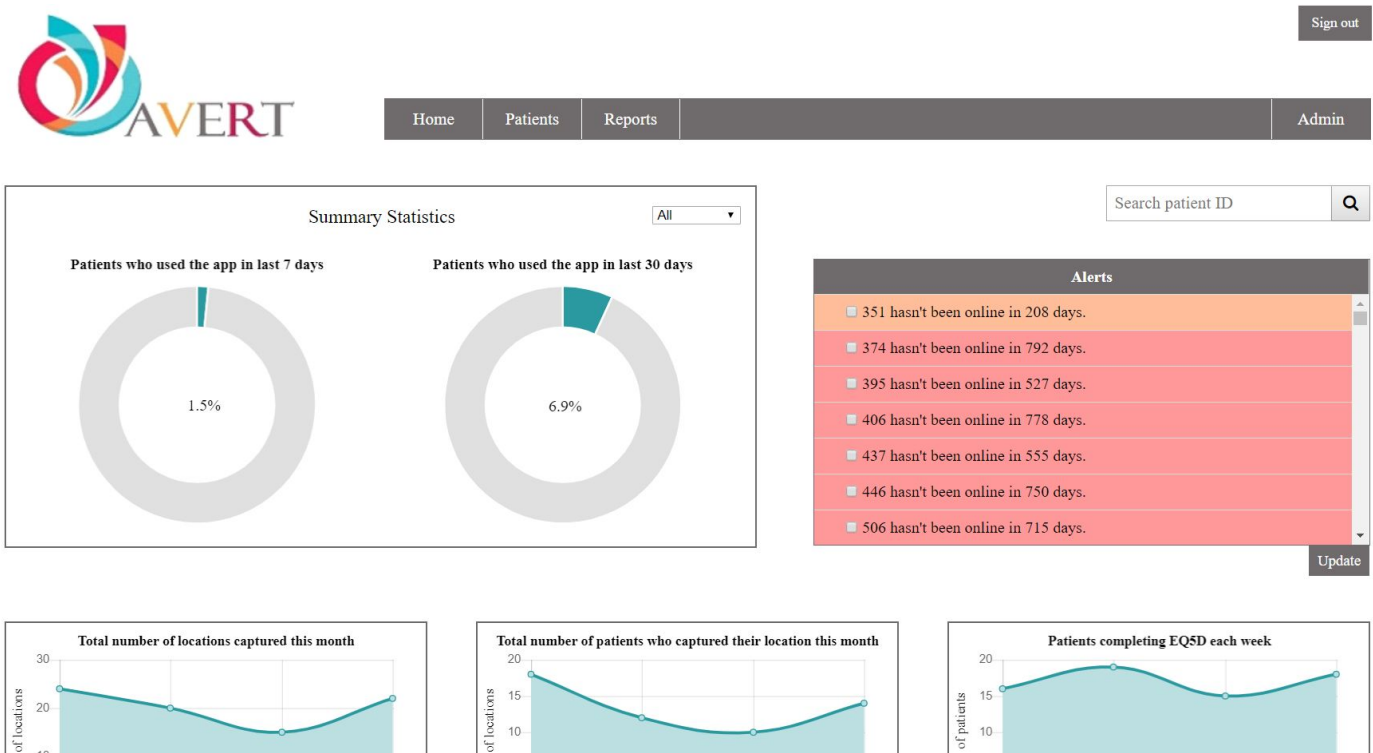 Sign out
AVERT
Home Patients Reports Admin
Summary Statistics
All
Patients who used the app in last 7 days
Patients who used the app in last 30 days
1.5%
6.9%
Search patient ID
Alerts
351 hasn't been online in 208 days.
374 hasn't been online in 792 days.
395 hasn't been online in 527 days.
406 hasn't been online in 778 days.
437 hasn't been online in 555 days.
446 hasn't been online in 750 days.
506 hasn't been online in 715 days.
Update
Total number of locations captured this month
30
20
of locations
Total number of patients who captured their location this month
20
15
10
of locations
Patients completing EQ5D each week
20
15
10
of patients